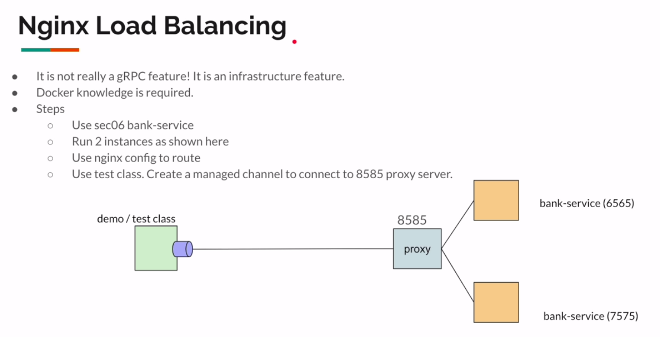 Nginx Load Balancing
● It is not really a gRPC feature! It is an infrastructure feature.
● Docker knowledge is required.
● Steps
○ Use sec06 bank-service
○ Run 2 instances as shown here
○ Use nginx config to route
○ Use test class. Create a managed channel to connect to 8585 proxy server.
bank-service (6565)
demo / test class
8585
proxy
bank-service (7575)